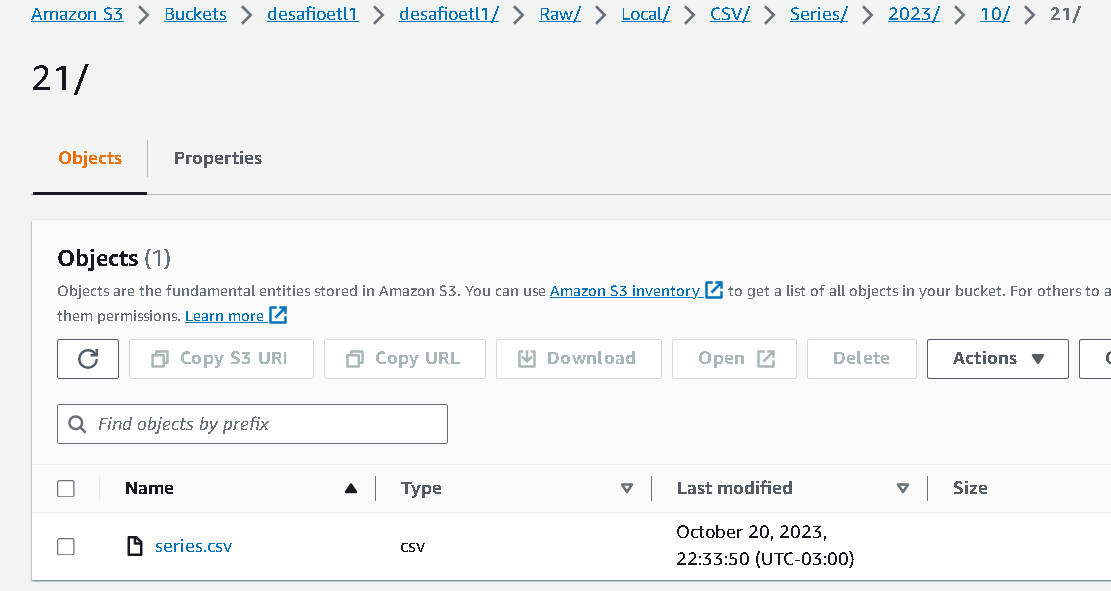 Amazon S3 > Buckets > desafioetl1 > desafioetl1/ > Raw/ > Local/ > CSV/ > Series/ > 2023/ > 10/ > 21/
21/
Objects Properties
Objects (1)
Objects are the fundamental entities stored in Amazon S3. You can use Amazon S3 inventory to get a list of all objects in your bucket. For others to a
them permissions. Learn more
Copy S3 URI Copy URL Download Open Delete Actions
Find objects by prefix
Name Type Last modified Size
series.csv csv October 20, 2023,
22:33:50 (UTC-03:00)